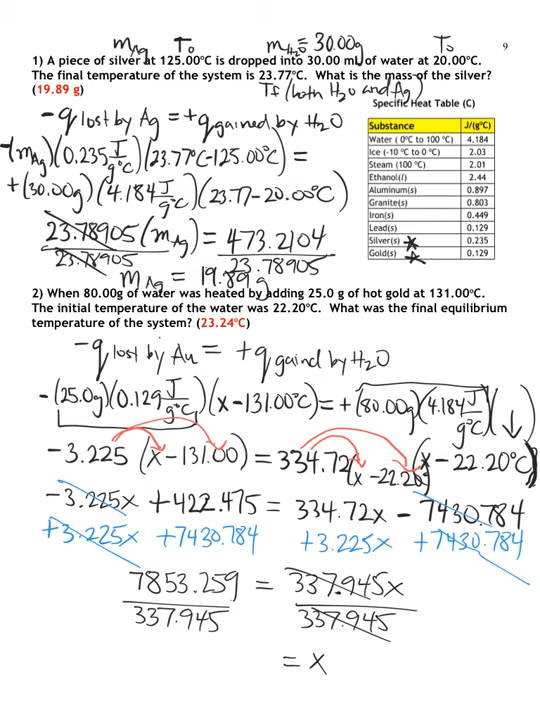 m_Ag T₀ m_H₂O = 30.00g T₀
9
1) A piece of silver at 125.00°C is dropped into 30.00 mL of water at 20.00°C.
The final temperature of the system is 23.77°C. What is the mass of the silver?
(19.89 g)
Tf (both H₂O and Ag)
Specific Heat Table (C)
Substance J/(g°C)
Water ( 0°C to 100 °C) 4.184
Ice (-10 °C to 0 °C) 2.03
Steam (100 °C) 2.01
Ethanol(l) 2.44
Aluminum(s) 0.897
Granite(s) 0.803
Iron(s) 0.449
Lead(s) 0.129
Silver(s) 0.235
Gold(s) 0.129
-q lost by Ag = +q gained by H₂O
-(m_Ag)(0.235 J/g°C)(23.77°C-125.00°C) =
+(30.00g)(4.184 J/g°C)(23.77-20.00°C)
23.78905 (m_Ag) = 473.2104
23.78905 23.78905
m_Ag = 19.89 g
2) When 80.00g of water was heated by adding 25.0 g of hot gold at 131.00°C.
The initial temperature of the water was 22.20°C. What was the final equilibrium
temperature of the system? (23.24°C)
-q lost by Au = +q gained by H₂O
-(25.0g)(0.129 J/g°C)(x-131.00°C) = +(80.00g)(4.184 J/g°C)(↓)
-3.225 (x-131.00) = 334.72(x-22.20) (x-22.20°C)
-3.225x +422.475 = 334.72x - 7430.784
+3.225x +7430.784 +3.225x +7430.784
7853.259 = 337.945x
337.945 337.945
= x